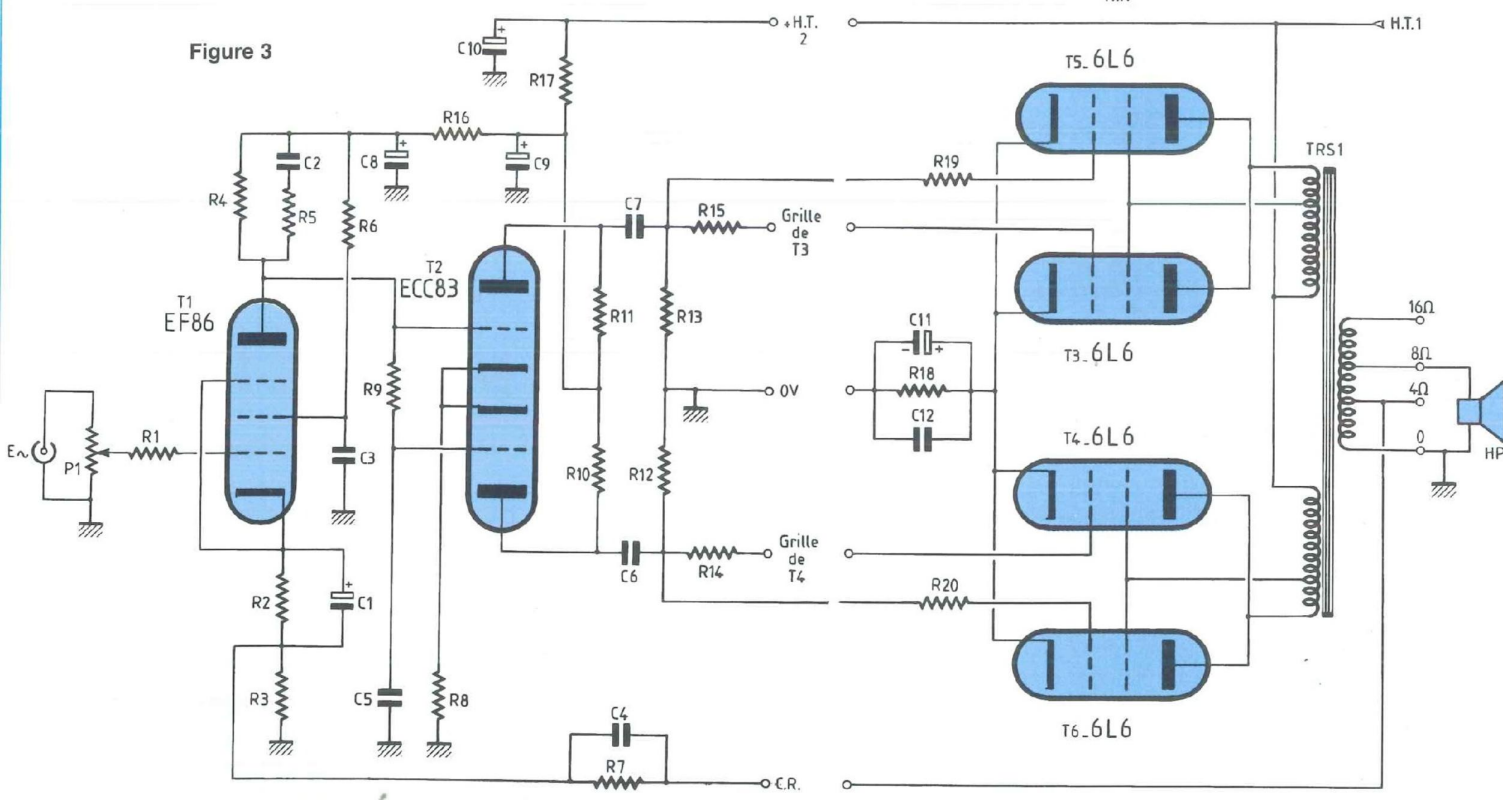 Figure 3
C10
+
R17
+H.T.
2
H.T.1
T5_6L6
R16
C2
C8
+
C9
+
R4
R5
R6
TRS1
R19
C7
R15
Grille
de
T3
T2
ECC83
T1
EF86
R11
R13
16Ω
C11
- +
8Ω
T3_6L6
R9
0V
R18
4Ω
C12
T4_6L6
0
HP
E~
P1
R1
C3
R10
R12
Grille
de
T4
C6
R14
R2
+
C1
R20
R3
C5
R8
C4
R7
C.R.
T6_6L6